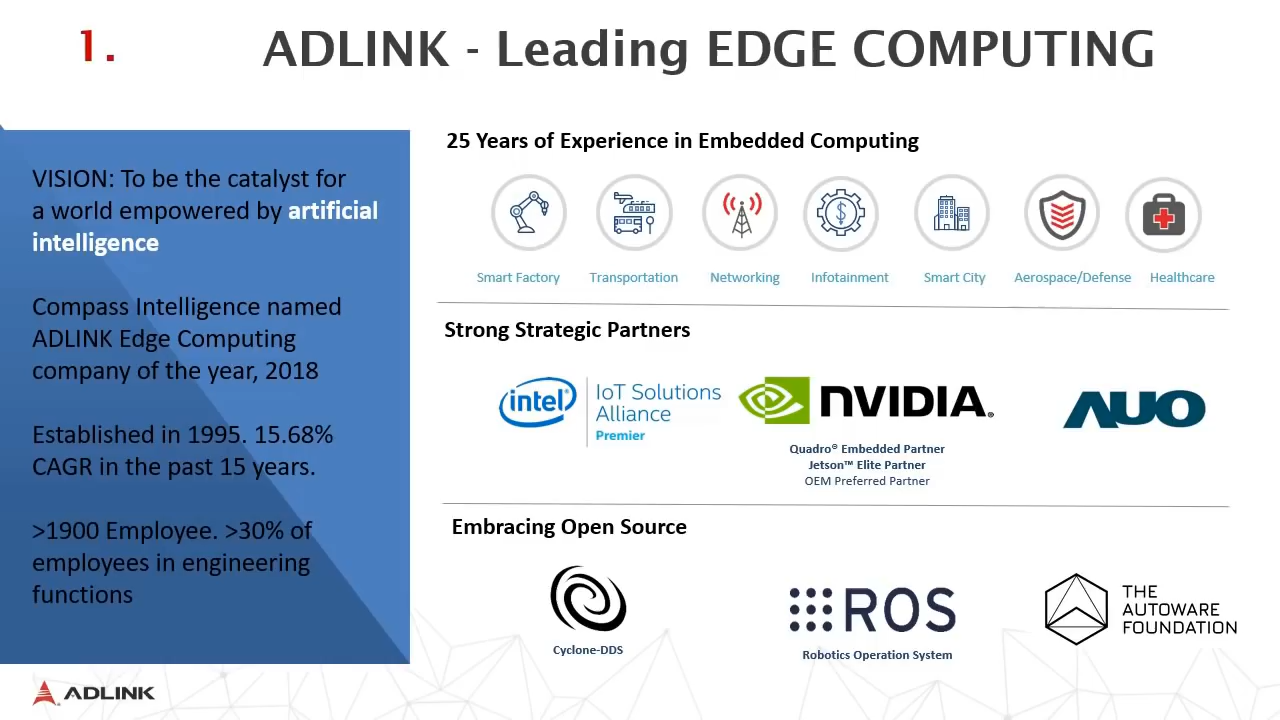 1.
ADLINK - Leading EDGE COMPUTING
VISION: To be the catalyst for
a world empowered by artificial
intelligence
Compass Intelligence named
ADLINK Edge Computing
company of the year, 2018
Established in 1995. 15.68%
CAGR in the past 15 years.
>1900 Employee. >30% of
employees in engineering
functions
25 Years of Experience in Embedded Computing
Smart Factory
Transportation
Networking
Infotainment
Smart City
Aerospace/Defense
Healthcare
Strong Strategic Partners
intel
IoT Solutions
Alliance
Premier
NVIDIA.
Quadro® Embedded Partner
Jetson™ Elite Partner
OEM Preferred Partner
AUO
Embracing Open Source
Cyclone-DDS
ROS
Robotics Operation System
THE
AUTOWARE
FOUNDATION
ADLINK